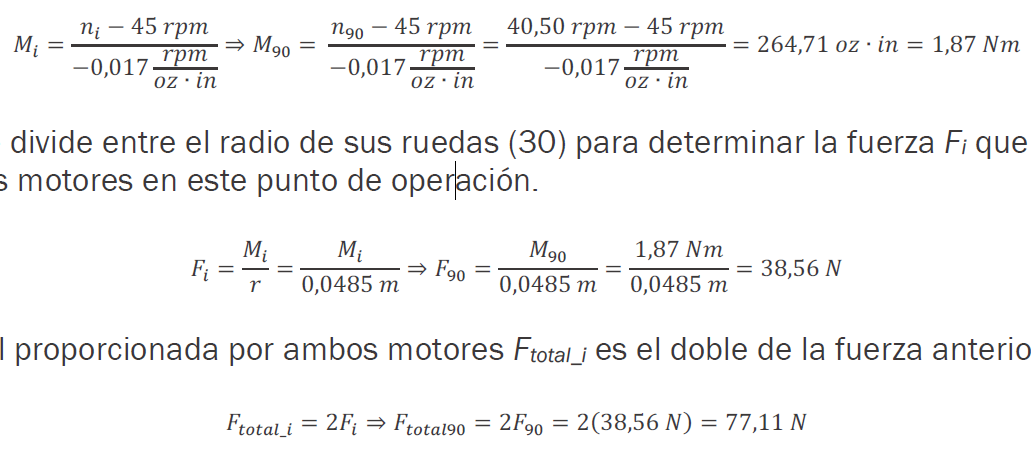 M_i = (n_i − 45 rpm) / (−0,017 rpm/(oz · in)) ⇒ M_90 = (n_90 − 45 rpm) / (−0,017 rpm/(oz · in)) = (40,50 rpm − 45 rpm) / (−0,017 rpm/(oz · in)) = 264,71 oz · in = 1,87 Nm
divide entre el radio de sus ruedas (30) para determinar la fuerza F_i que
s motores en este punto de operación.
F_i = M_i / r = M_i / (0,0485 m) ⇒ F_90 = M_90 / (0,0485 m) = (1,87 Nm) / (0,0485 m) = 38,56 N
l proporcionada por ambos motores F_total_i es el doble de la fuerza anterio
F_total_i = 2F_i ⇒ F_total90 = 2F_90 = 2(38,56 N) = 77,11 N